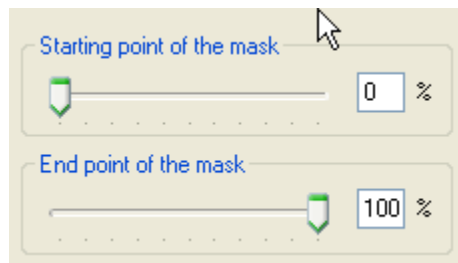 Starting point of the mask
0 %
End point of the mask
100 %